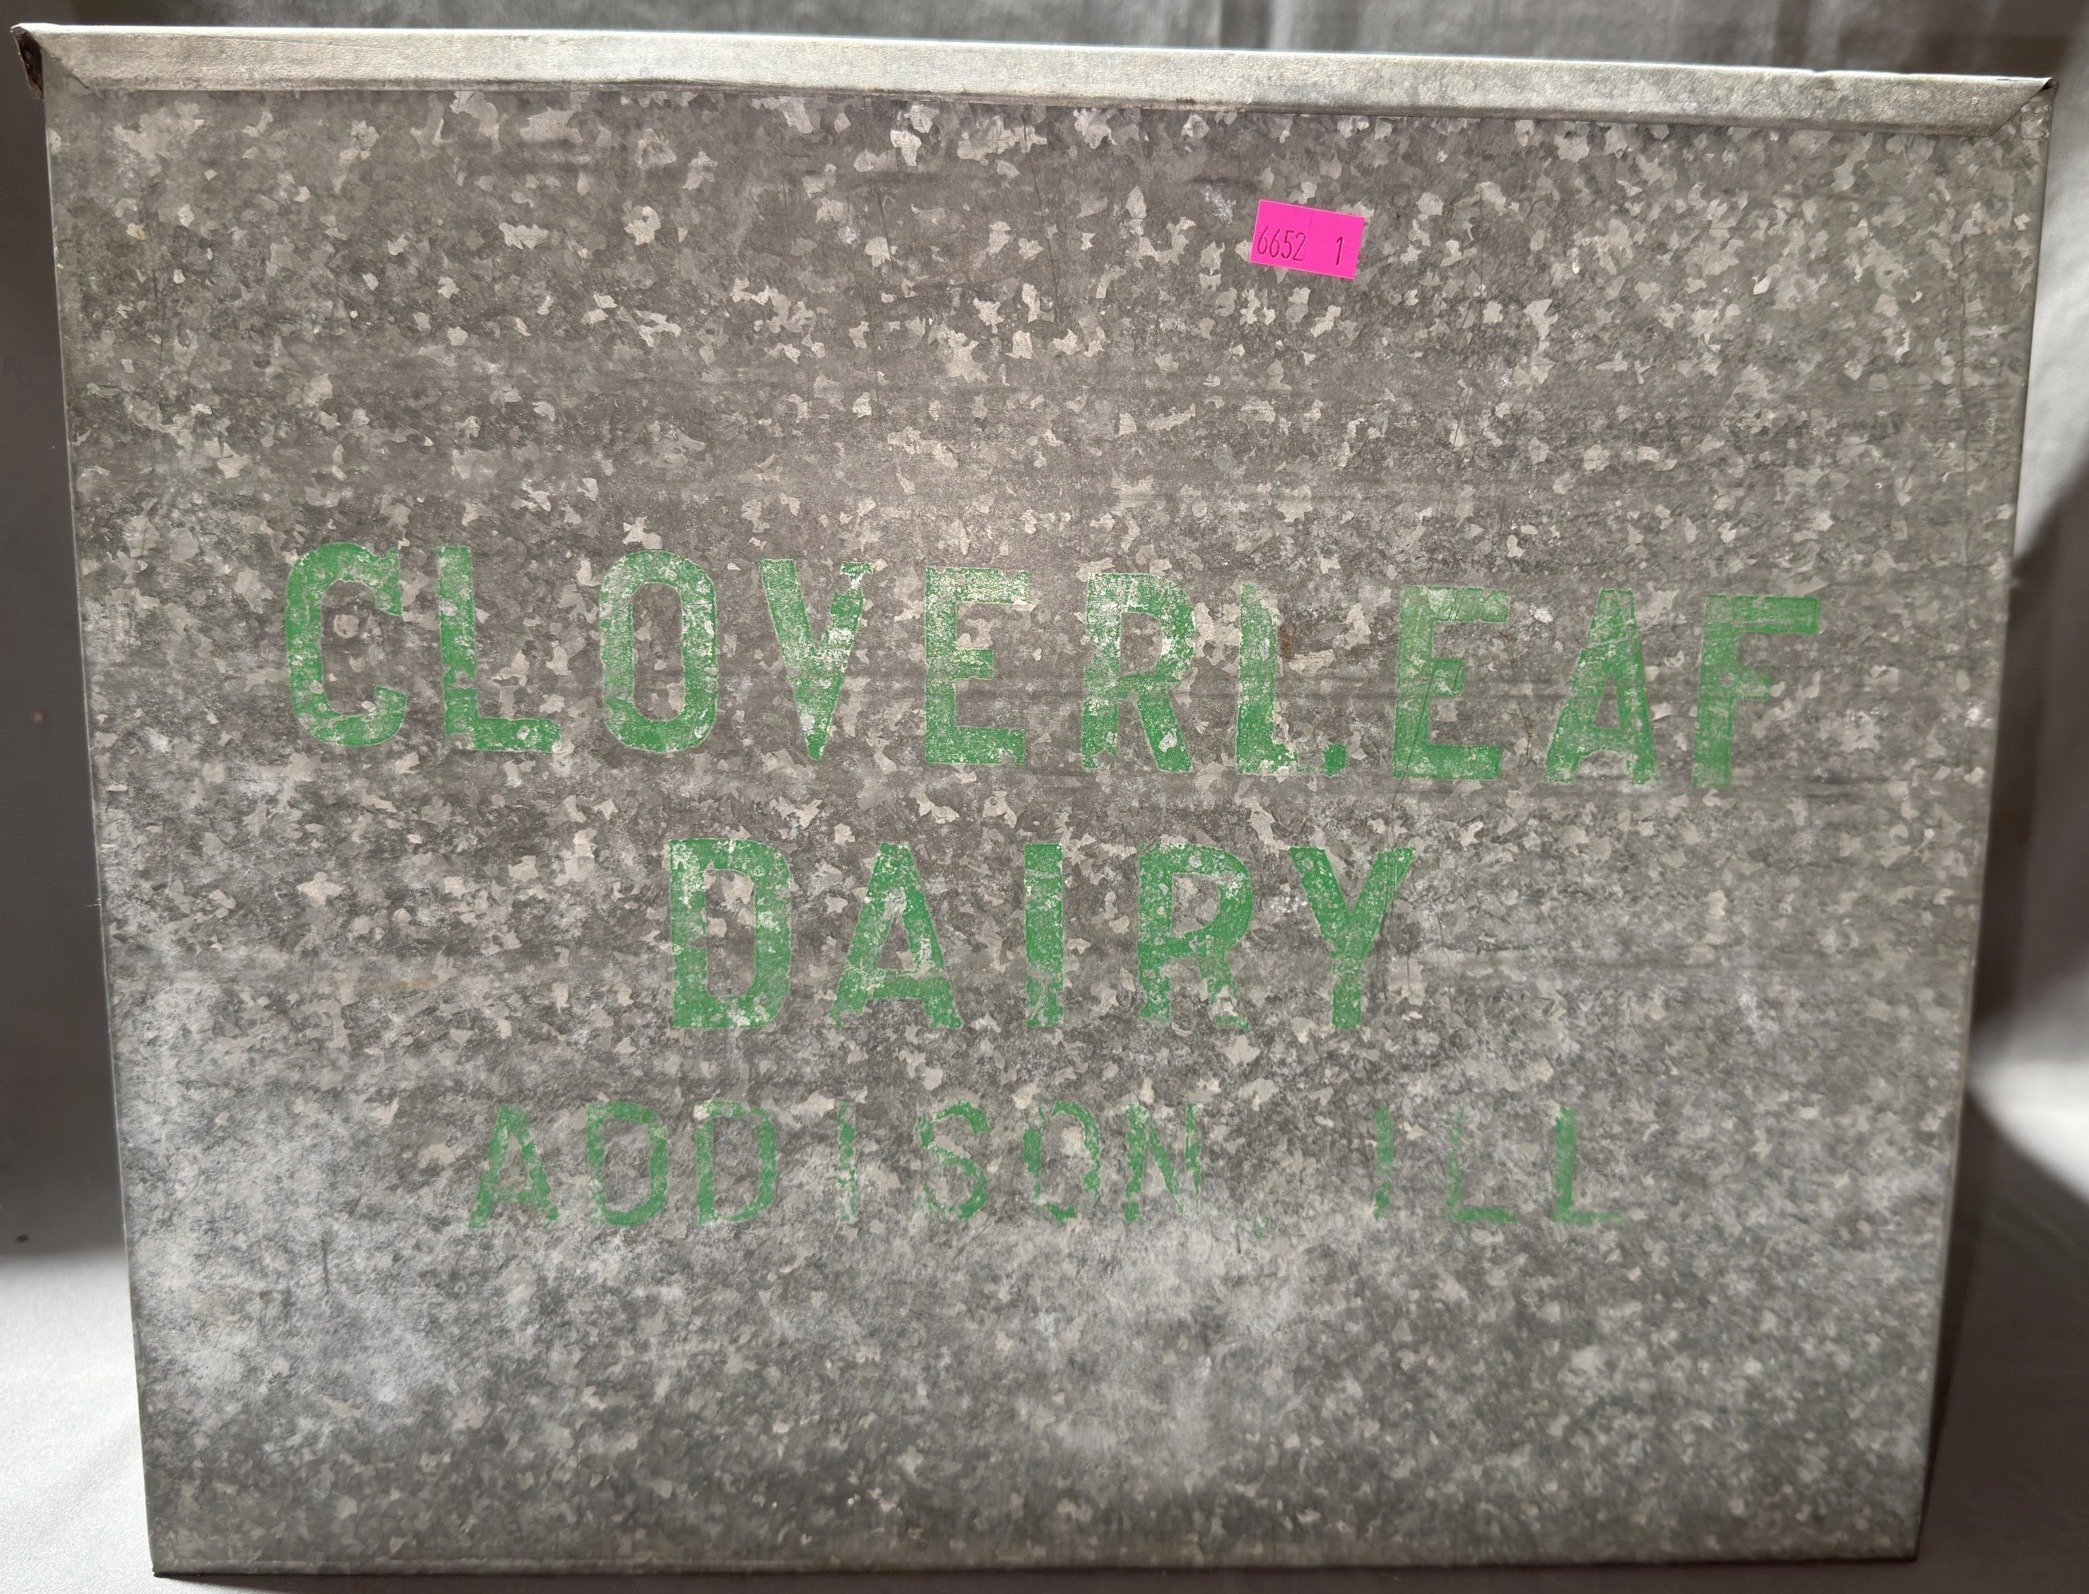 6652 1
CLOVERLEAF
DAIRY
ADDISON, ILL